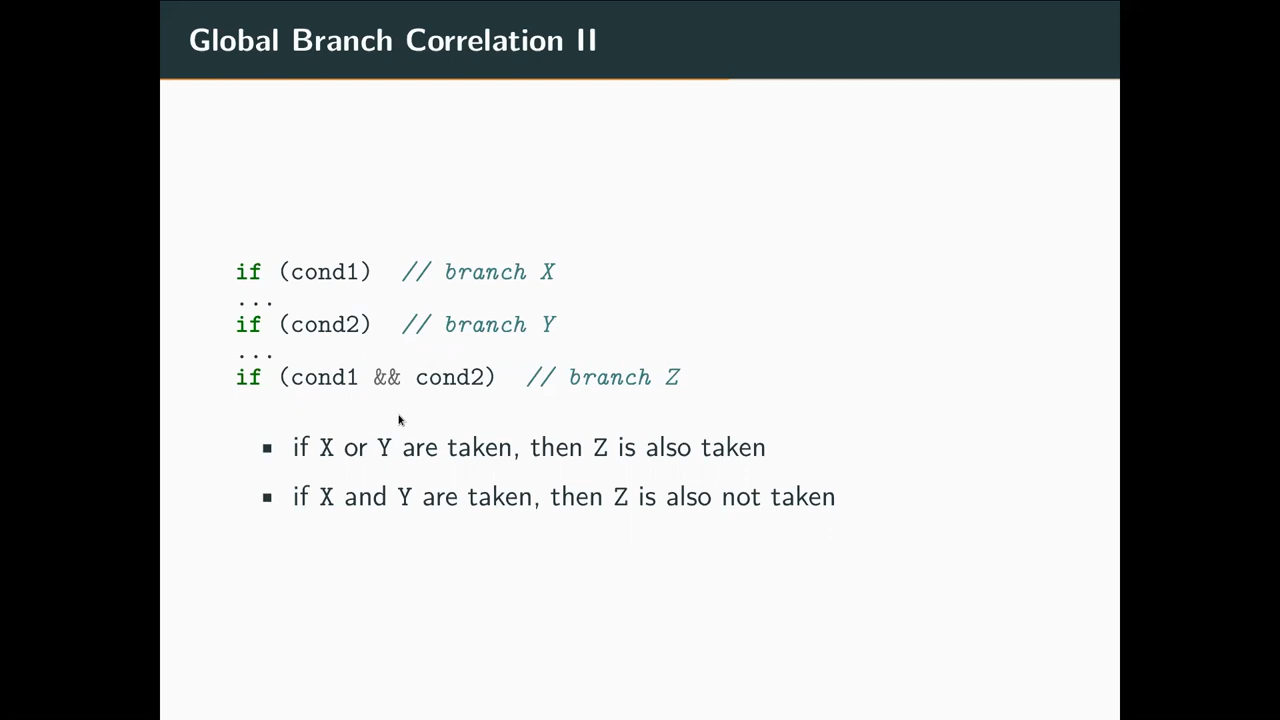 Global Branch Correlation II
if (cond1) // branch X
...
if (cond2) // branch Y
...
if (cond1 && cond2) // branch Z
▪ if X or Y are taken, then Z is also taken
▪ if X and Y are taken, then Z is also not taken